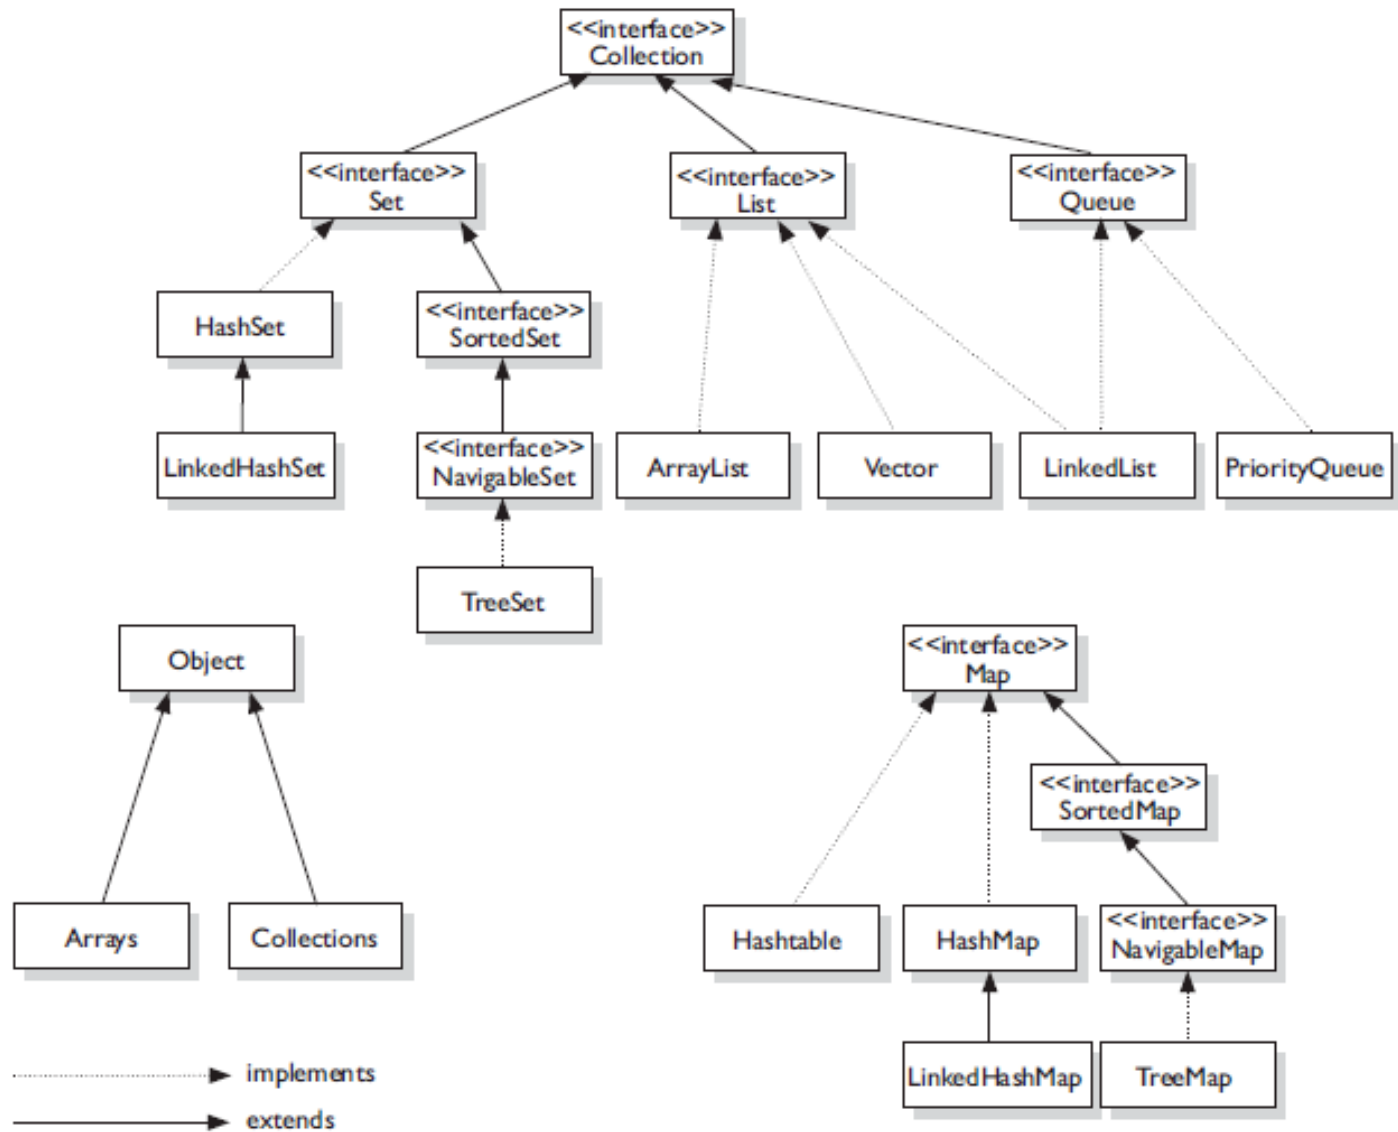 <<interface>>
Collection
<<interface>>
Set
<<interface>>
List
<<interface>>
Queue
HashSet
<<interface>>
SortedSet
LinkedHashSet
<<interface>>
NavigableSet
ArrayList
Vector
LinkedList
PriorityQueue
TreeSet
Object
<<interface>>
Map
<<interface>>
SortedMap
Arrays
Collections
Hashtable
HashMap
<<interface>>
NavigableMap
LinkedHashMap
TreeMap
implements
extends